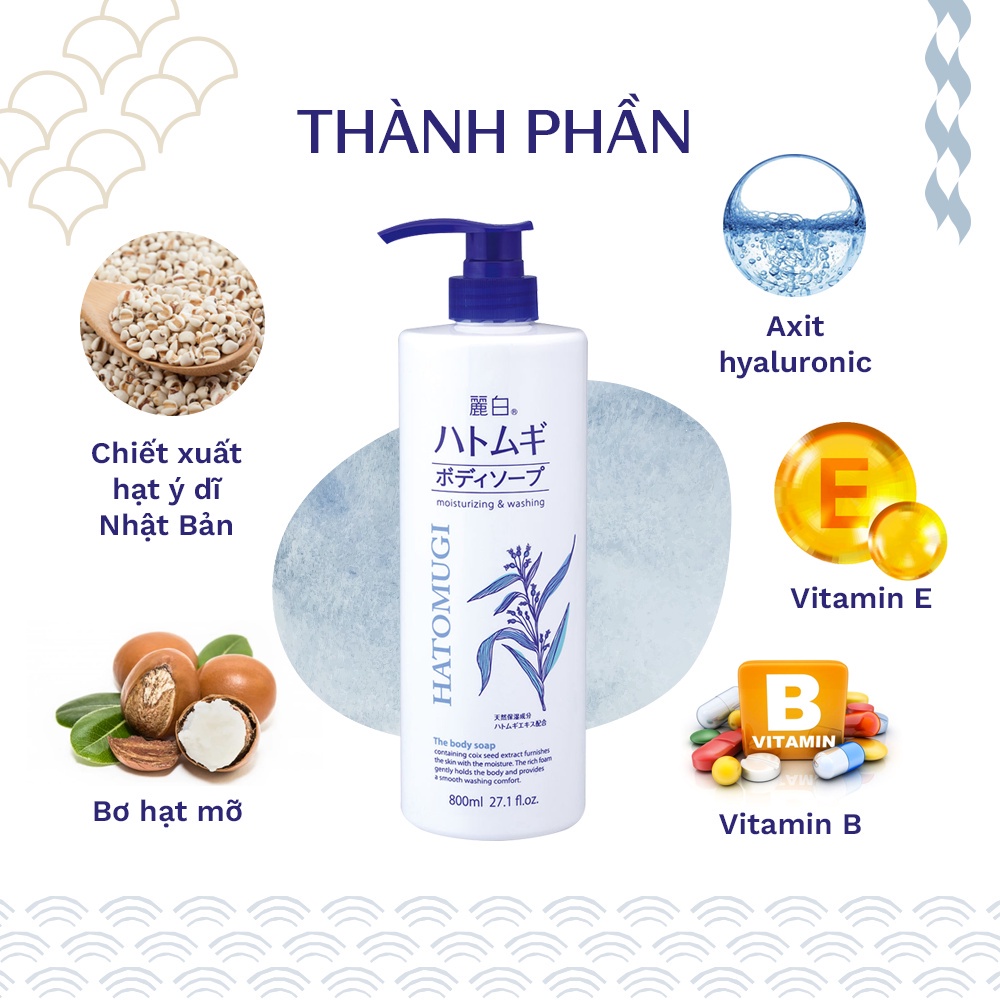 THÀNH PHẦN
Chiết xuất
hạt ý dĩ
Nhật Bản
Bơ hạt mỡ
麗白®
ハトムギ
ボディソープ
moisturizing & washing
HATOMUGI
天然保湿成分
ハトムギエキス配合
The body soap
containing coix seed extract furnishes
the skin with the moisture. The rich foam
gently holds the body and provides
a smooth washing comfort.
800ml 27.1 fl.oz.
Axit
hyaluronic
E
Vitamin E
B
VITAMIN
Vitamin B